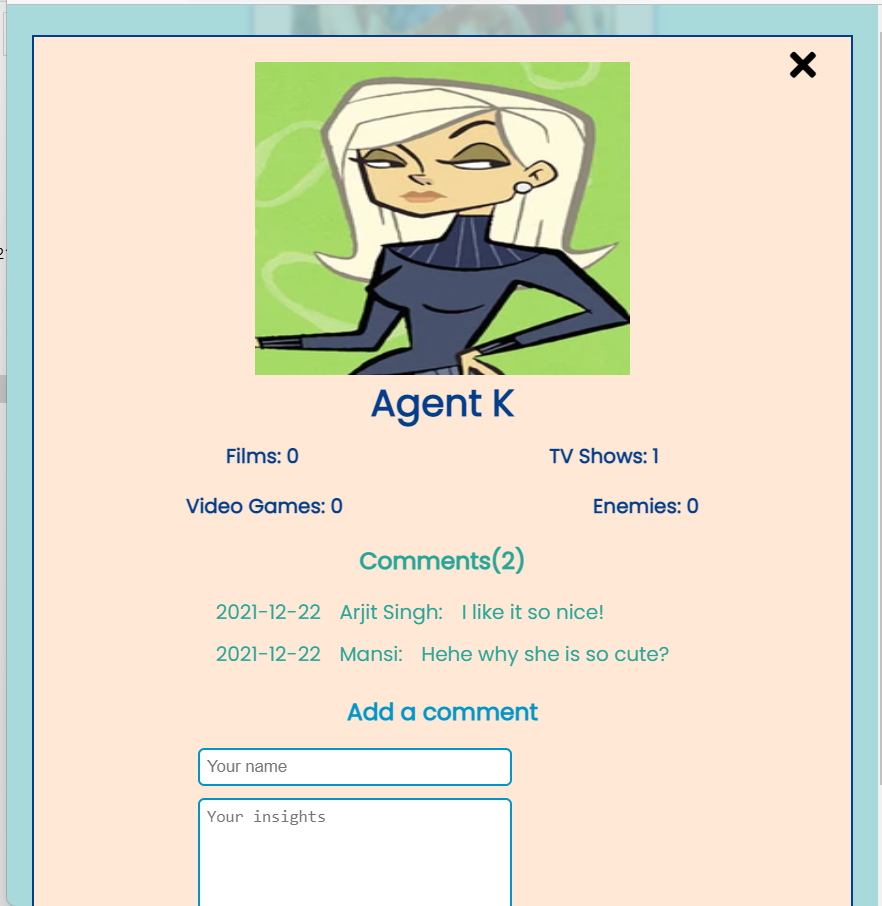 Agent K
Films: 0 TV Shows: 1
Video Games: 0 Enemies: 0
Comments(2)
2021-12-22 Arjit Singh: I like it so nice!
2021-12-22 Mansi: Hehe why she is so cute?
Add a comment
Your name
Your insights